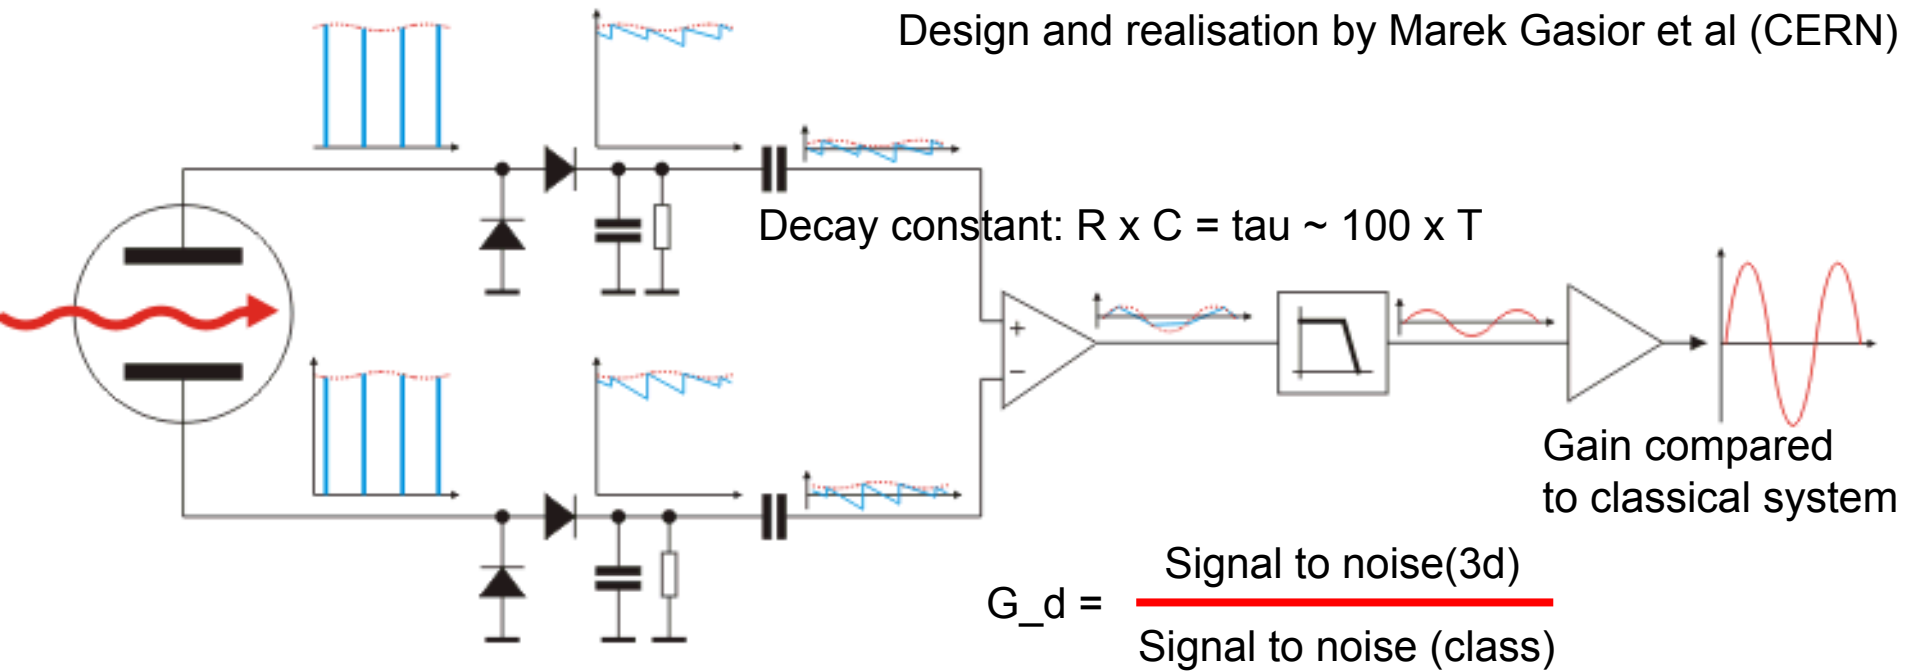 Design and realisation by Marek Gasior et al (CERN)
Decay constant: R x C = tau ~ 100 x T
+
−
Gain compared
to classical system
Signal to noise(3d)
G_d =
Signal to noise (class)